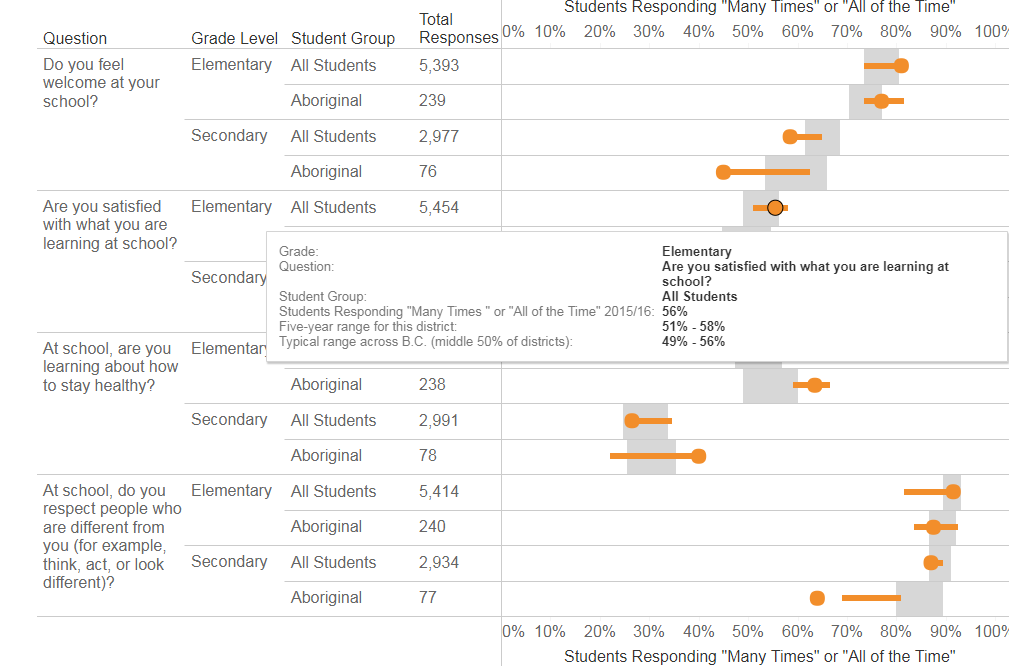 Students Responding "Many Times" or "All of the Time"
Question Grade Level Student Group Total Responses 0% 10% 20% 30% 40% 50% 60% 70% 80% 90% 100%
Do you feel welcome at your school?
Elementary All Students 5,393
Aboriginal 239
Secondary All Students 2,977
Aboriginal 76
Are you satisfied with what you are learning at school?
Elementary All Students 5,454
Secondary
Grade: Elementary
Question: Are you satisfied with what you are learning at
school?
Student Group: All Students
Students Responding "Many Times " or "All of the Time" 2015/16: 56%
Five-year range for this district: 51% - 58%
Typical range across B.C. (middle 50% of districts): 49% - 56%
At school, are you learning about how to stay healthy?
Elementary
Aboriginal 238
Secondary All Students 2,991
Aboriginal 78
At school, do you respect people who are different from you (for example, think, act, or look different)?
Elementary All Students 5,414
Aboriginal 240
Secondary All Students 2,934
Aboriginal 77
0% 10% 20% 30% 40% 50% 60% 70% 80% 90% 100%
Students Responding "Many Times" or "All of the Time"